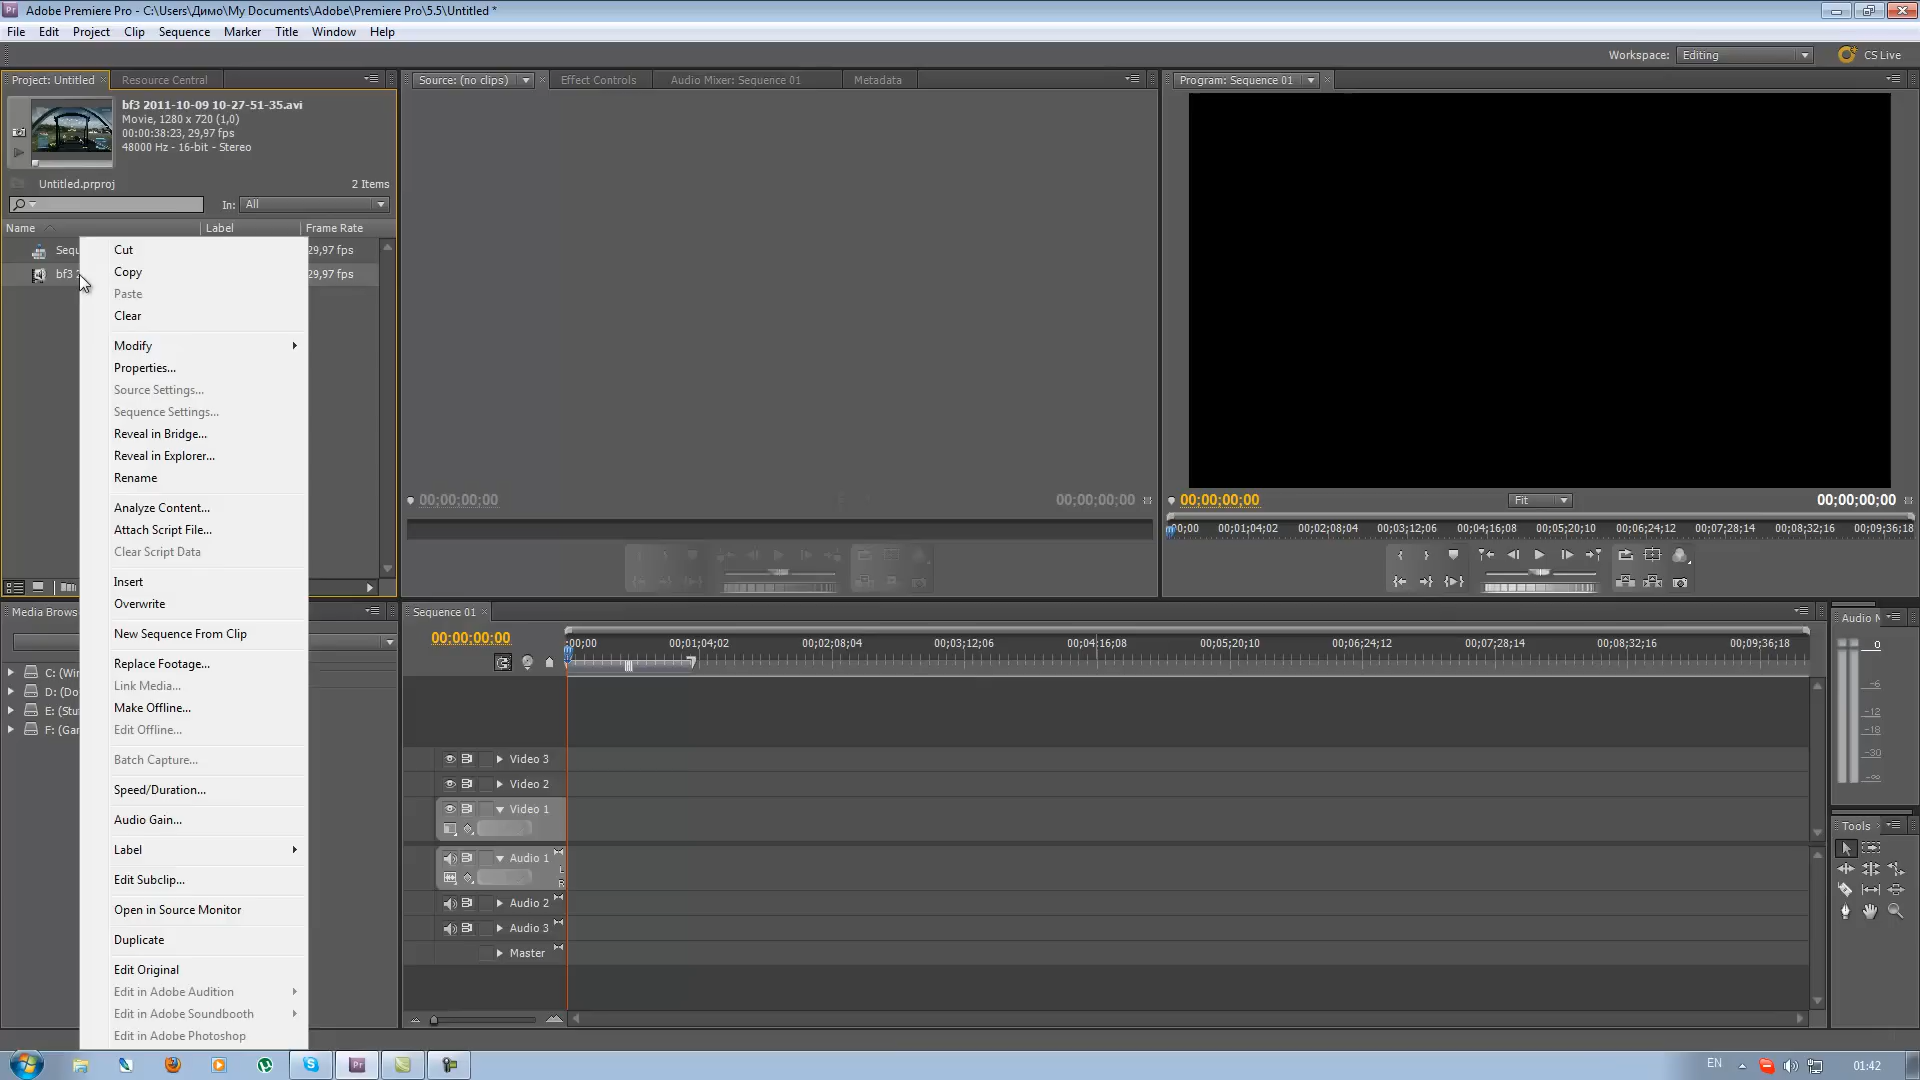 Adobe Premiere Pro - C:\Users\Димо\My Documents\Adobe\Premiere Pro\5.5\Untitled *
File Edit Project Clip Sequence Marker Title Window Help
Workspace: Editing CS Live
Project: Untitled Resource Central
Source: (no clips) Effect Controls Audio Mixer: Sequence 01 Metadata
Program: Sequence 01
bf3 2011-10-09 10-27-51-35.avi
Movie, 1280 x 720 (1,0)
00:00:38:23, 29,97 fps
48000 Hz - 16-bit - Stereo
Untitled.prproj 2 Items
In: All
Name Label Frame Rate
Sequ 29,97 fps
bf3 29,97 fps
Cut
Copy
Paste
Clear
Modify
Properties...
Source Settings...
Sequence Settings...
Reveal in Bridge...
Reveal in Explorer...
Rename
Analyze Content...
Attach Script File...
Clear Script Data
Insert
Overwrite
New Sequence From Clip
Replace Footage...
Link Media...
Make Offline...
Edit Offline...
Batch Capture...
Speed/Duration...
Audio Gain...
Label
Edit Subclip...
Open in Source Monitor
Duplicate
Edit Original
Edit in Adobe Audition
Edit in Adobe Soundbooth
Edit in Adobe Photoshop
00;00;00;00 00;00;00;00
00;00;00;00 Fit 00;00;00;00
00;00 00;01;04;02 00;02;08;04 00;03;12;06 00;04;16;08 00;05;20;10 00;06;24;12 00;07;28;14 00;08;32;16 00;09;36;18
Media Brows
C: (Wir
D: (Do
E: (Stu
F: (Gar
Sequence 01
00;00;00;00
;00;00 00;01;04;02 00;02;08;04 00;03;12;06 00;04;16;08 00;05;20;10 00;06;24;12 00;07;28;14 00;08;32;16 00;09;36;18
Video 3
Video 2
Video 1
Audio 1
L
R
Audio 2
Audio 3
Master
Audio M
0
-6
-12
-18
-30
-∞
Tools
Pr
EN 01:42